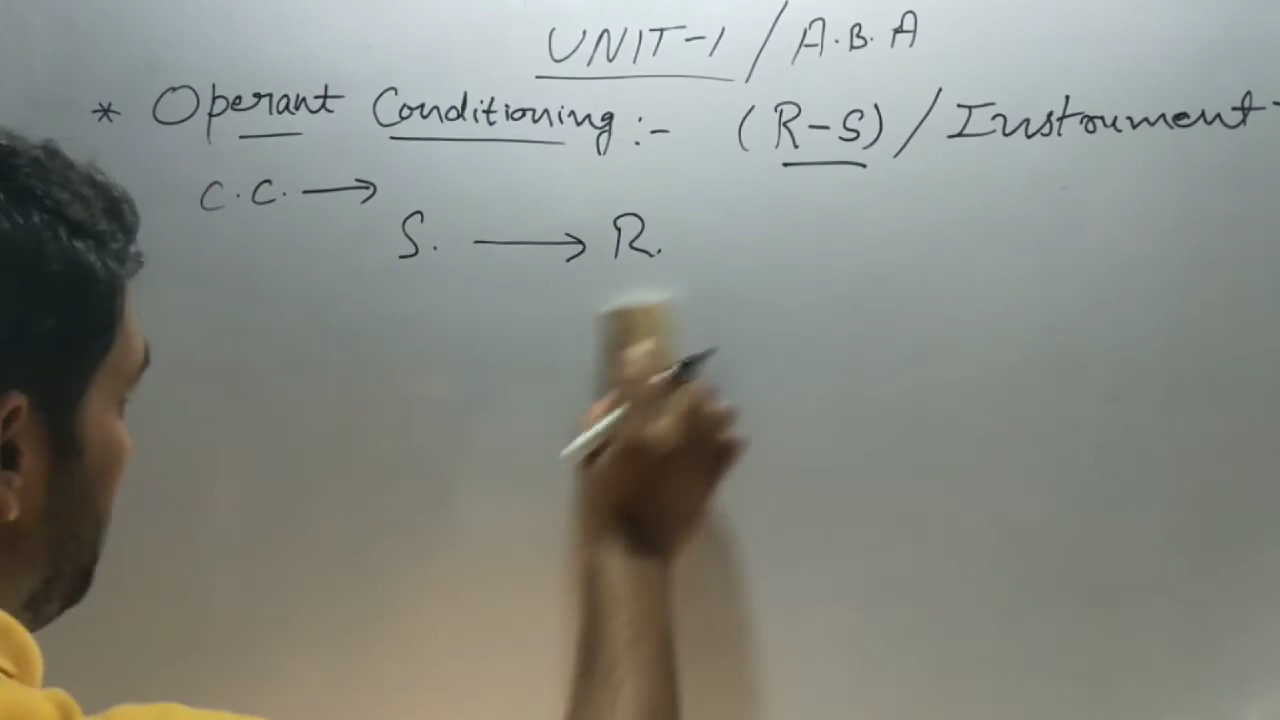 UNIT-1 / A.B.A
* Operant Conditioning :- (R-S) / Instrument
C.C. →
S. → R.